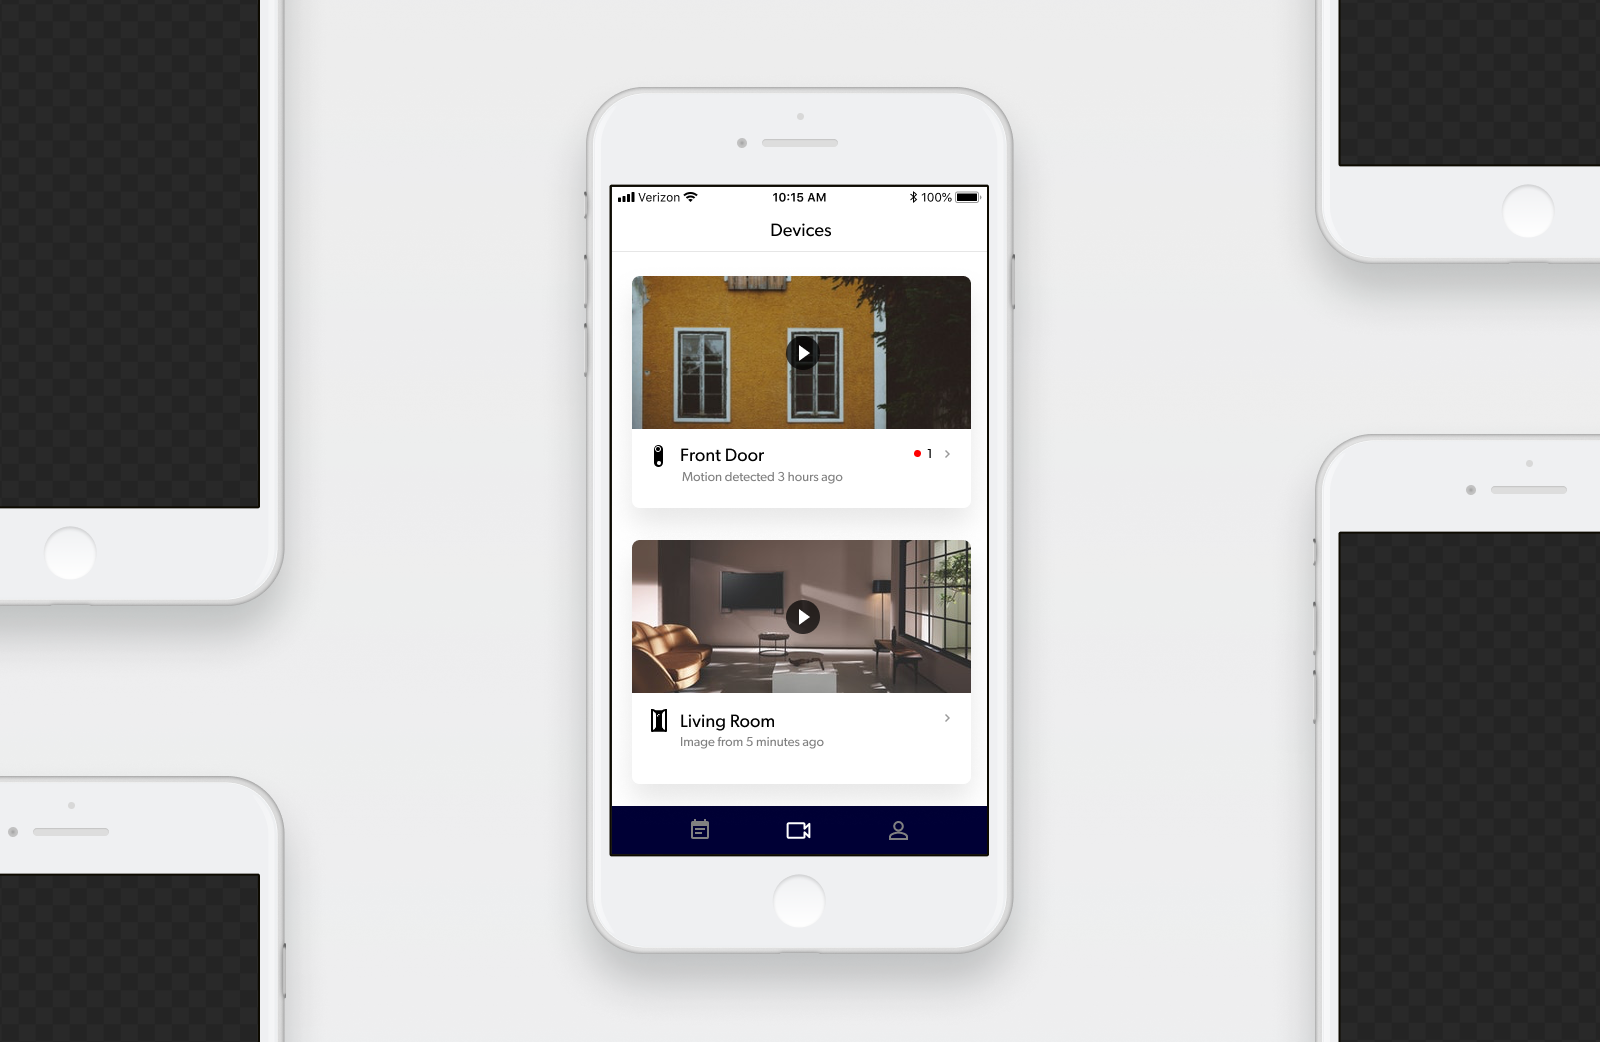 Verizon 10:15 AM 100%
Devices
Front Door 1
Motion detected 3 hours ago
Living Room
Image from 5 minutes ago